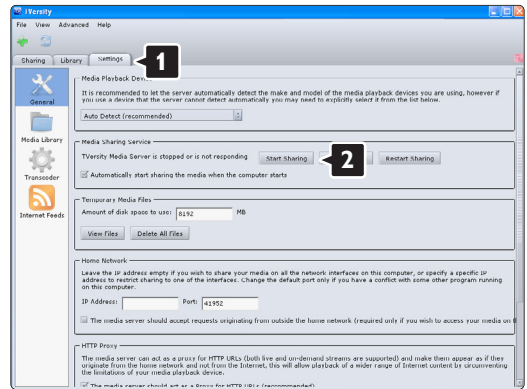 TVersity
File View Advanced Help
Sharing Library Settings
1
General
Media Library
Transcoder
Internet Feeds
Media Playback Device
It is recommended to let the server automatically detect the make and model of the media playback devices you are using, however if
you use a device that the server cannot detect automatically you may need to explicitly select it from the list below.
Auto Detect (recommended)
Media Sharing Service
TVersity Media Server is stopped or is not responding Start Sharing 2 Restart Sharing
Automatically start sharing the media when the computer starts
Temporary Media Files
Amount of disk space to use: 8192 MB
View Files Delete All Files
Home Network
Leave the IP address empty if you wish to share your media on all the network interfaces on this computer, or specify a specific IP
address to restrict sharing to one of the interfaces. Change the default port only if you have a conflict with some other program running
on this computer.
IP Address: Port: 41952
The media server should accept requests originating from outside the home network (required only if you wish to access your media on
HTTP Proxy
The media server can act as a proxy for HTTP URLs (both live and on-demand streams are supported) and make them appear as if they
originate from the home network and not from the Internet, this will allow playback of a wider range of Internet content by circumventing
the limitations of your media playback device.
The media server should act as a Proxy for HTTP URLs (recommended)